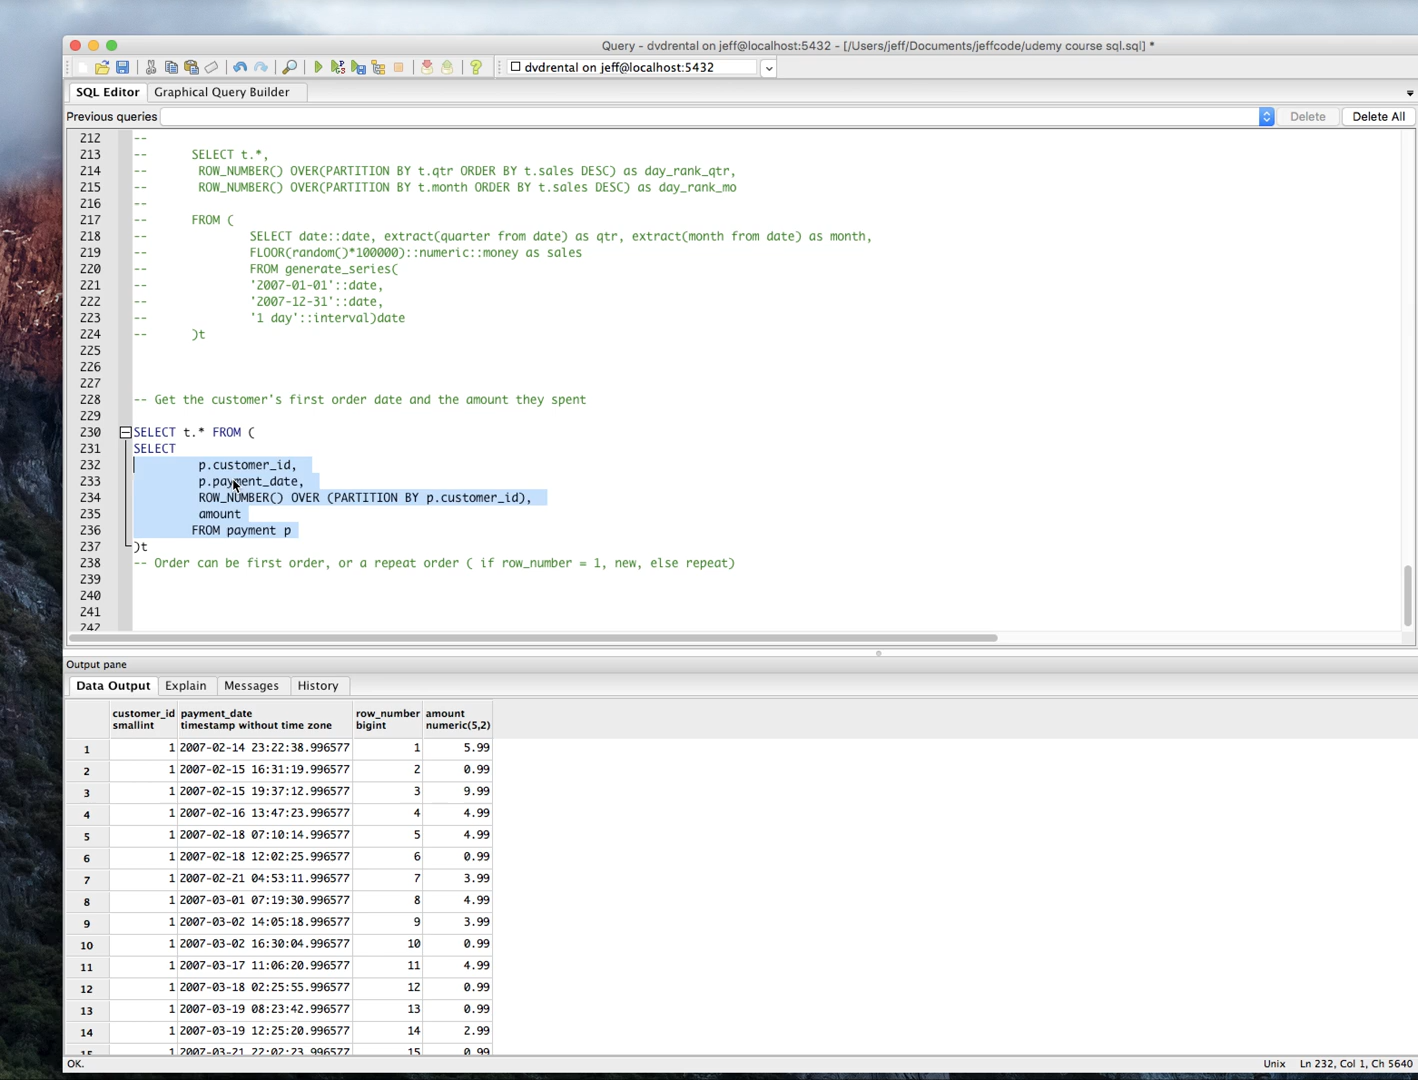 Query - dvdrental on jeff@localhost:5432 - [/Users/jeff/Documents/jeffcode/udemy course sql.sql] *
dvdrental on jeff@localhost:5432
SQL Editor Graphical Query Builder
Previous queries Delete Delete All
212 --
213 -- SELECT t.*,
214 -- ROW_NUMBER() OVER(PARTITION BY t.qtr ORDER BY t.sales DESC) as day_rank_qtr,
215 -- ROW_NUMBER() OVER(PARTITION BY t.month ORDER BY t.sales DESC) as day_rank_mo
216 --
217 -- FROM (
218 -- SELECT date::date, extract(quarter from date) as qtr, extract(month from date) as month,
219 -- FLOOR(random()*100000)::numeric::money as sales
220 -- FROM generate_series(
221 -- '2007-01-01'::date,
222 -- '2007-12-31'::date,
223 -- '1 day'::interval)date
224 -- )t
225
226
227
228 -- Get the customer's first order date and the amount they spent
229
230 SELECT t.* FROM (
231 SELECT
232 p.customer_id,
233 p.payment_date,
234 ROW_NUMBER() OVER (PARTITION BY p.customer_id),
235 amount
236 FROM payment p
237 )t
238 -- Order can be first order, or a repeat order ( if row_number = 1, new, else repeat)
239
240
241
242
Output pane
Data Output Explain Messages History
customer_id payment_date row_number amount
smallint timestamp without time zone bigint numeric(5,2)
1 1 2007-02-14 23:22:38.996577 1 5.99
2 1 2007-02-15 16:31:19.996577 2 0.99
3 1 2007-02-15 19:37:12.996577 3 9.99
4 1 2007-02-16 13:47:23.996577 4 4.99
5 1 2007-02-18 07:10:14.996577 5 4.99
6 1 2007-02-18 12:02:25.996577 6 0.99
7 1 2007-02-21 04:53:11.996577 7 3.99
8 1 2007-03-01 07:19:30.996577 8 4.99
9 1 2007-03-02 14:05:18.996577 9 3.99
10 1 2007-03-02 16:30:04.996577 10 0.99
11 1 2007-03-17 11:06:20.996577 11 4.99
12 1 2007-03-18 02:25:55.996577 12 0.99
13 1 2007-03-19 08:23:42.996577 13 0.99
14 1 2007-03-19 12:25:20.996577 14 2.99
15 1 2007-03-21 22:02:23.996577 15 0.99
OK. Unix Ln 232, Col 1, Ch 5640